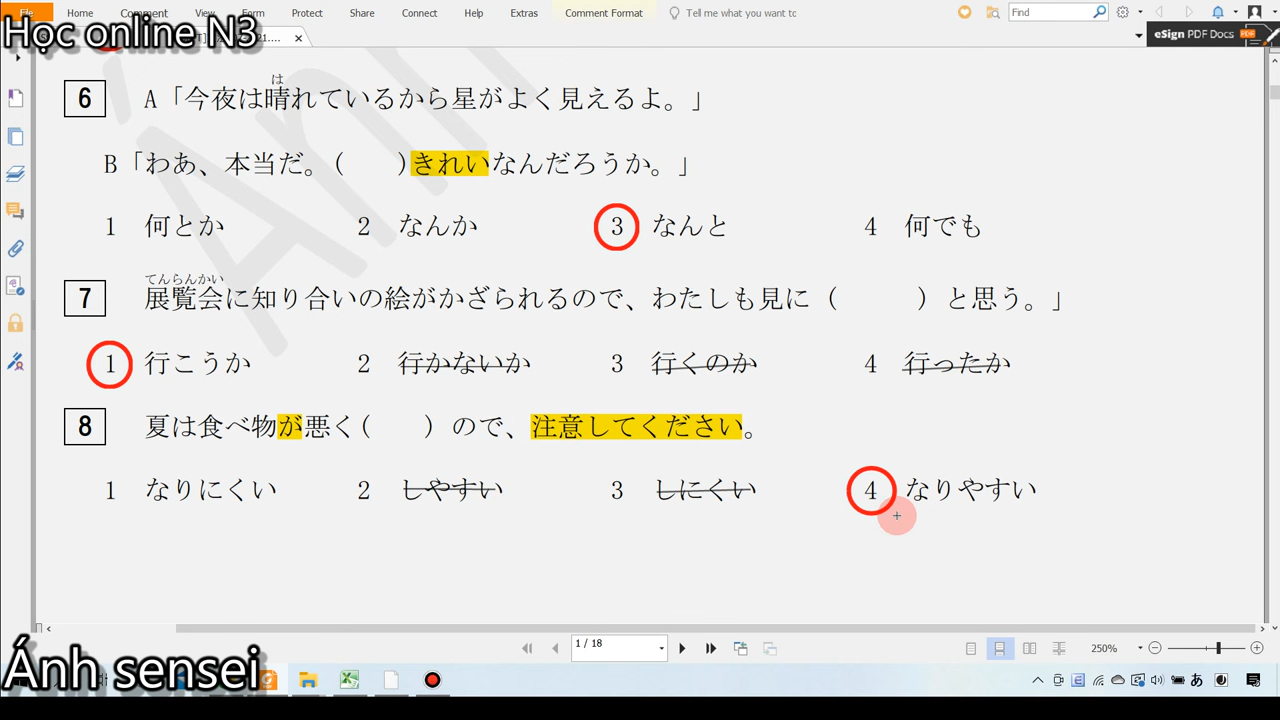 File Home Comment View Form Protect Share Connect Help Extras Comment Format Tell me what you want to Find
Học online N3
eSign PDF Docs
は
6 A「今夜は晴れているから星がよく見えるよ。」
B「わあ、本当だ。( )きれいなんだろうか。」
1 何とか 2 なんか 3 なんと 4 何でも
てんらんかい
7 展覧会に知り合いの絵がかざられるので、わたしも見に ( ) と思う。」
1 行こうか 2 行かないか 3 行くのか 4 行ったか
8 夏は食べ物が悪く( ) ので、注意してください。
1 なりにくい 2 しやすい 3 しにくい 4 なりやすい
1 / 18
250%
Ánh sensei
あ